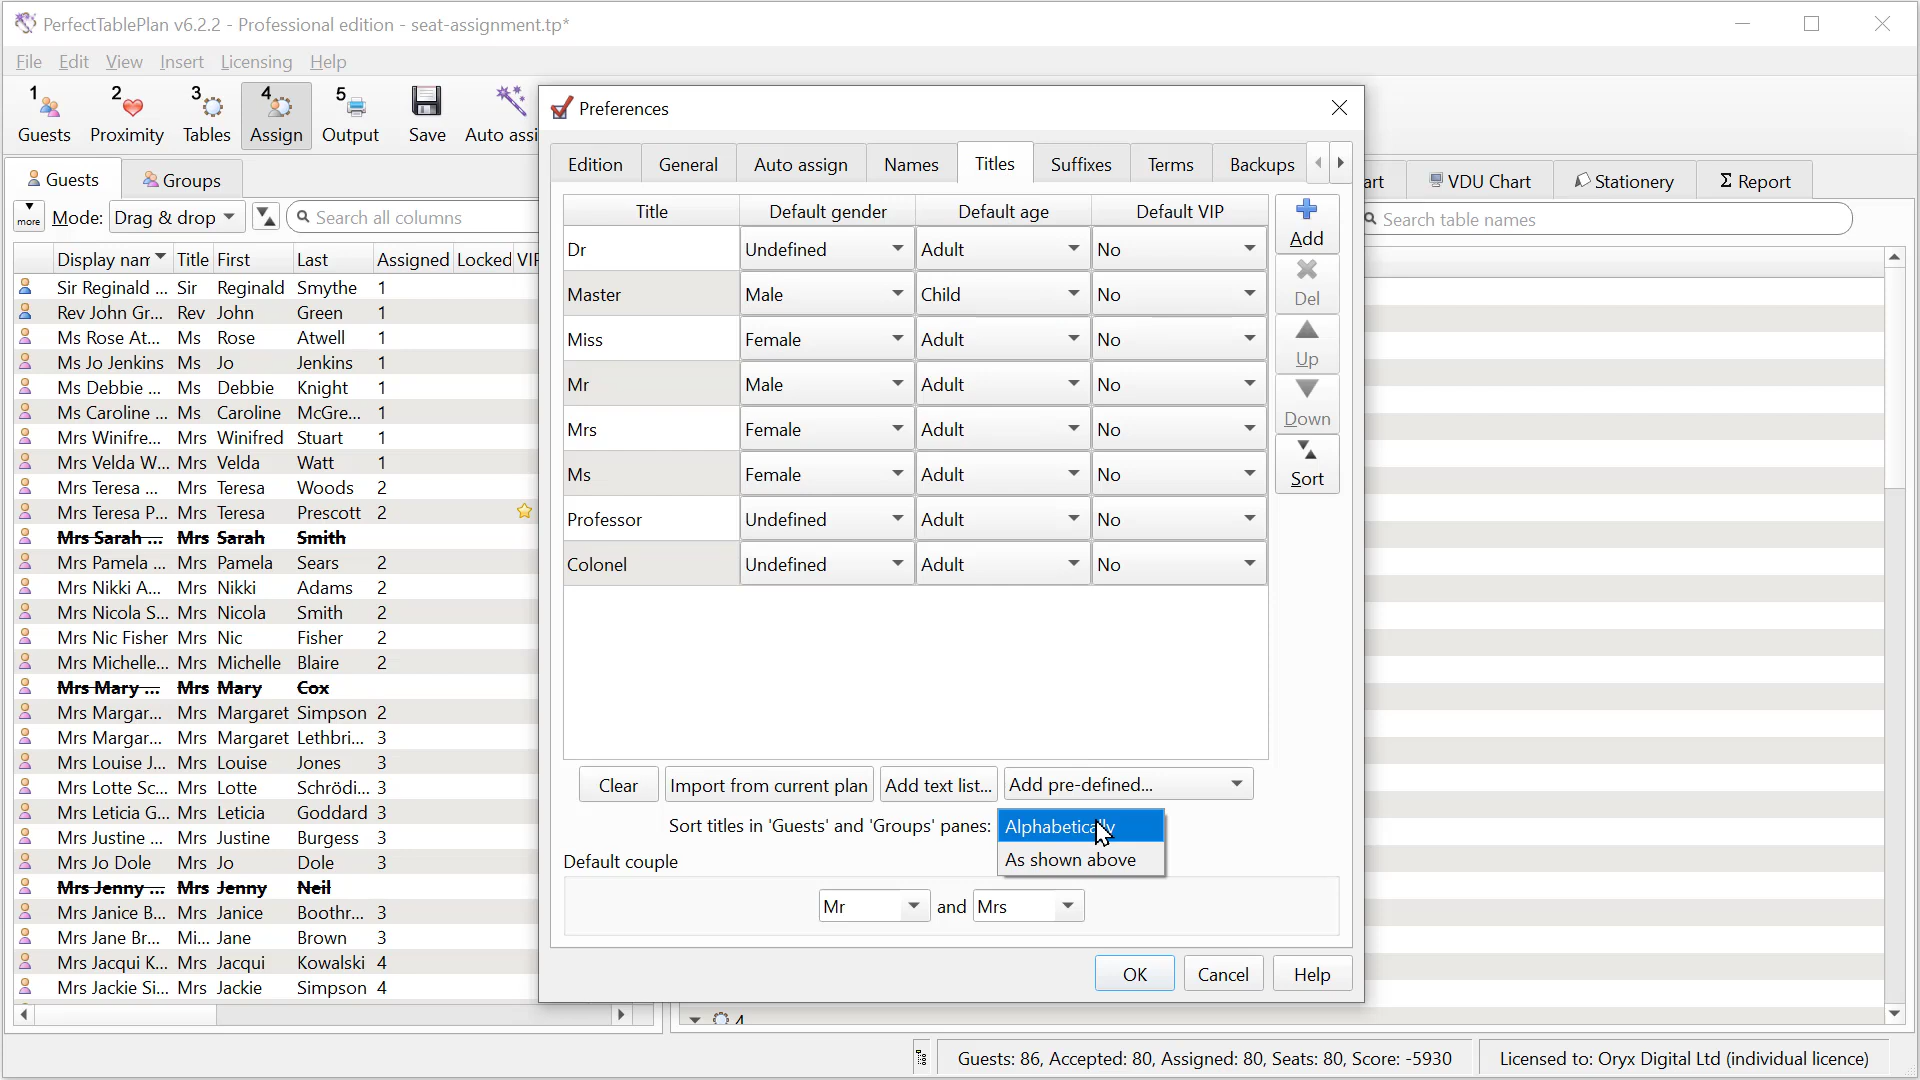 PerfectTablePlan v6.2.2 - Professional edition - seat-assignment.tp*
File Edit View Insert Licensing Help
1 2 3 4 5
Guests Proximity Tables Assign Output Save Auto assi
Guests Groups
more Mode: Drag & drop Search all columns
Display nam Title First Last Assigned Locked VIP
Sir Reginald ... Sir Reginald Smythe 1
Rev John Gr... Rev John Green 1
Ms Rose At... Ms Rose Atwell 1
Ms Jo Jenkins Ms Jo Jenkins 1
Ms Debbie ... Ms Debbie Knight 1
Ms Caroline ... Ms Caroline McGre... 1
Mrs Winifre... Mrs Winifred Stuart 1
Mrs Velda W... Mrs Velda Watt 1
Mrs Teresa ... Mrs Teresa Woods 2
Mrs Teresa P... Mrs Teresa Prescott 2
Mrs Sarah ... Mrs Sarah Smith
Mrs Pamela ... Mrs Pamela Sears 2
Mrs Nikki A... Mrs Nikki Adams 2
Mrs Nicola S... Mrs Nicola Smith 2
Mrs Nic Fisher Mrs Nic Fisher 2
Mrs Michelle... Mrs Michelle Blaire 2
Mrs Mary ... Mrs Mary Cox
Mrs Margar... Mrs Margaret Simpson 2
Mrs Margar... Mrs Margaret Lethbri... 3
Mrs Louise J... Mrs Louise Jones 3
Mrs Lotte Sc... Mrs Lotte Schrödi... 3
Mrs Leticia G... Mrs Leticia Goddard 3
Mrs Justine ... Mrs Justine Burgess 3
Mrs Jo Dole Mrs Jo Dole 3
Mrs Jenny ... Mrs Jenny Neil
Mrs Janice B... Mrs Janice Boothr... 3
Mrs Jane Br... Mi... Jane Brown 3
Mrs Jacqui K... Mrs Jacqui Kowalski 4
Mrs Jackie Si... Mrs Jackie Simpson 4
Preferences
Edition General Auto assign Names Titles Suffixes Terms Backups
Title Default gender Default age Default VIP
Dr Undefined Adult No
Master Male Child No
Miss Female Adult No
Mr Male Adult No
Mrs Female Adult No
Ms Female Adult No
Professor Undefined Adult No
Colonel Undefined Adult No
Add
Del
Up
Down
Sort
Clear Import from current plan Add text list... Add pre-defined...
Sort titles in 'Guests' and 'Groups' panes: Alphabetically
As shown above
Default couple
Mr and Mrs
OK Cancel Help
art VDU Chart Stationery Σ Report
Search table names
4
Guests: 86, Accepted: 80, Assigned: 80, Seats: 80, Score: -5930 Licensed to: Oryx Digital Ltd (individual licence)